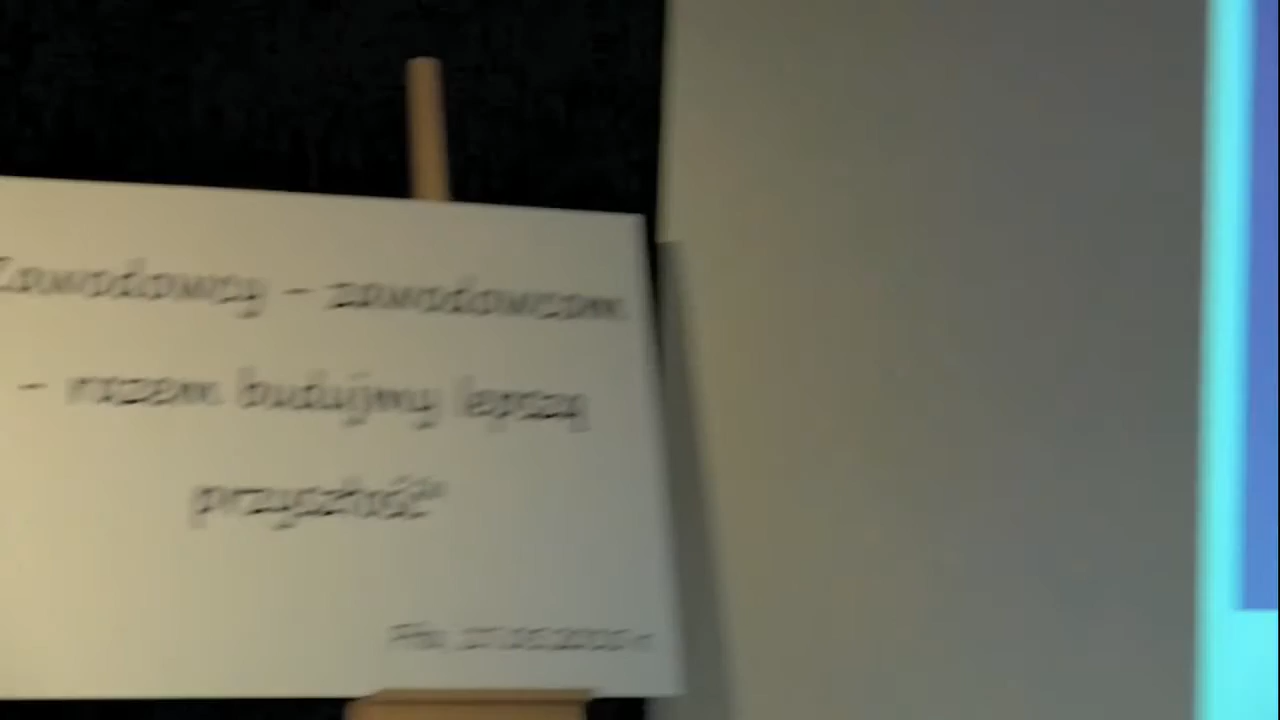 Zawodowcy - zawodowcom
- razem budujmy lepszą
przyszłość"